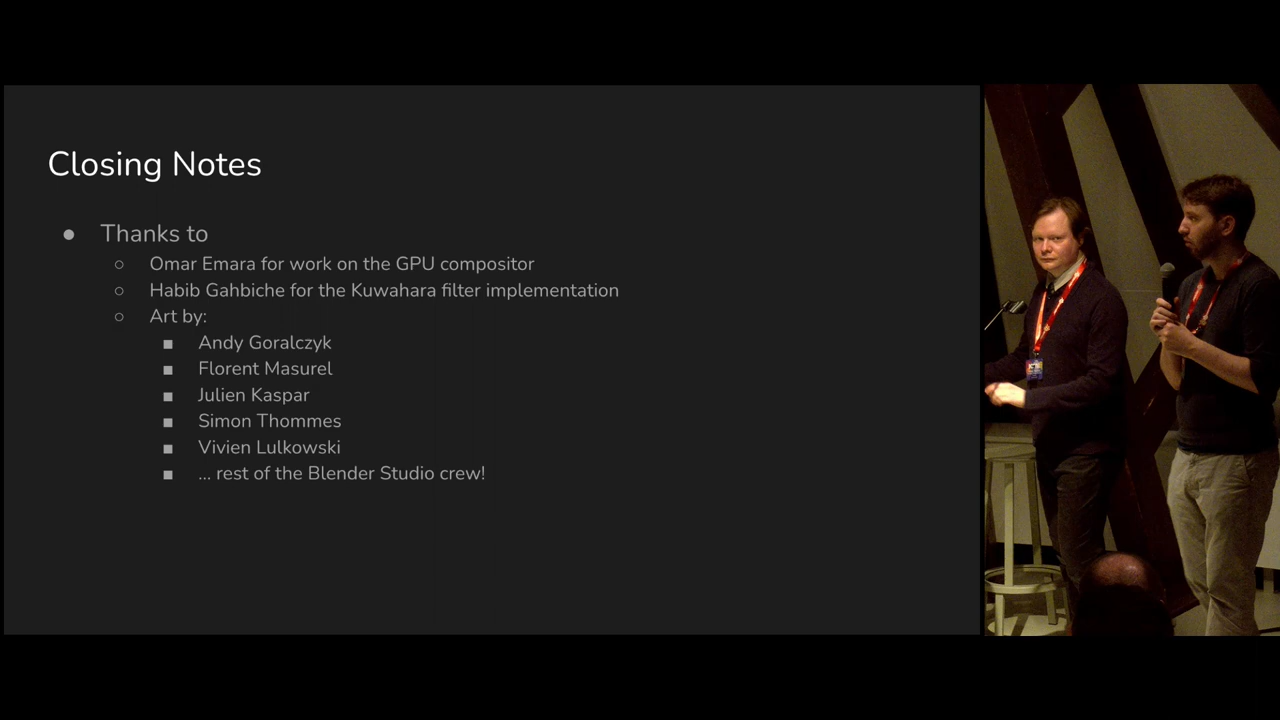 Closing Notes
● Thanks to
○ Omar Emara for work on the GPU compositor
○ Habib Gahbiche for the Kuwahara filter implementation
○ Art by:
■ Andy Goralczyk
■ Florent Masurel
■ Julien Kaspar
■ Simon Thommes
■ Vivien Lulkowski
■ ... rest of the Blender Studio crew!